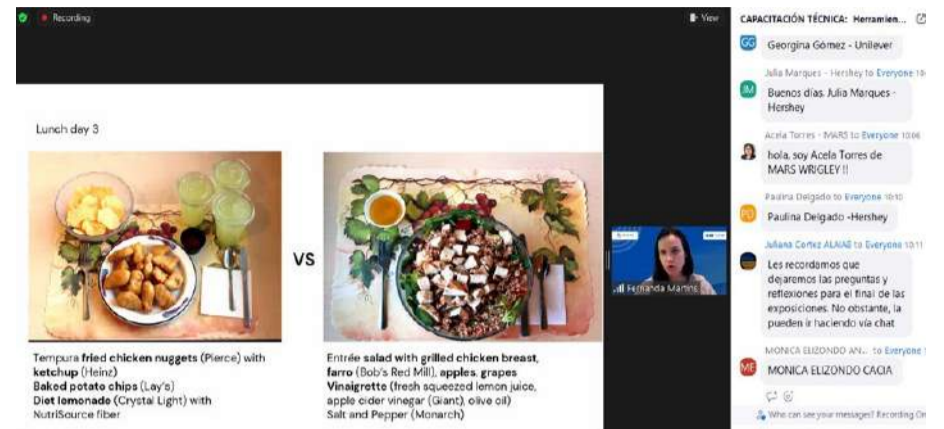 Recording
View
Lunch day 3
VS
Tempura fried chicken nuggets (Pierce) with
ketchup (Heinz)
Baked potato chips (Lay's)
Diet lemonade (Crystal Light) with
NutriSource fiber
Entrée salad with grilled chicken breast,
farro (Bob's Red Mill), apples, grapes
Vinaigrette (fresh squeezed lemon juice,
apple cider vinegar (Giant), olive oil)
Salt and Pepper (Monarch)
Fernanda Martins
CAPACITACIÓN TÉCNICA: Herramien...
GG
Georgina Gómez - Unilever
Julia Marques - Hershey to Everyone
JM
Buenos días. Julia Marques -
Hershey
Acela Torres - MARS to Everyone
hola, soy Acela Torres de
MARS WRIGLEY !!
Paulina Delgado to Everyone 10:10
PD
Paulina Delgado -Hershey
Juliana Cortez ALAIAB to Everyone 10:11
Les recordamos que
dejaremos las preguntas y
reflexiones para el final de las
exposiciones. No obstante, la
pueden ir haciendo vía chat
MONICA ELIZONDO AN... to Everyone
ME
MONICA ELIZONDO CACIA
Who can see your messages? Recording On